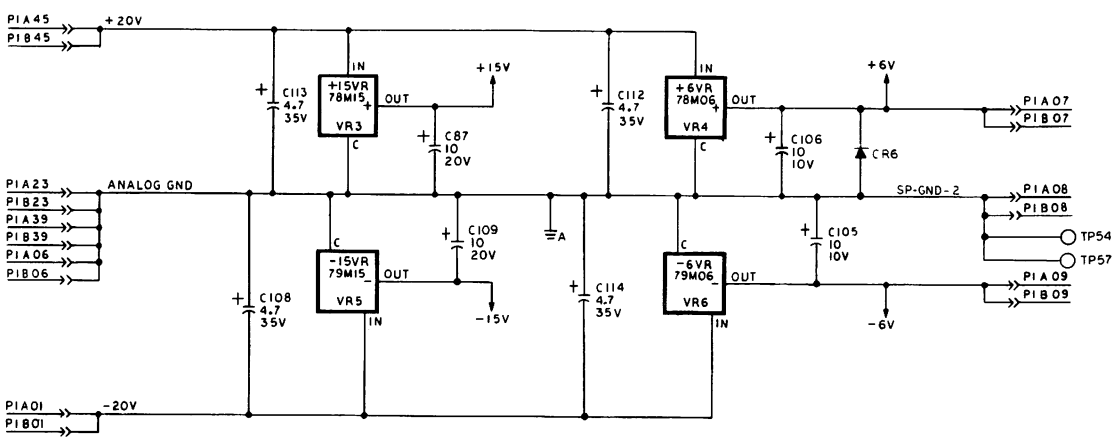 P1A45
P1B45
+20V
+ C113
4.7
35V
IN
+15VR
78M15
+
VR3
OUT
C
+15V
+ C87
10
20V
+ C112
4.7
35V
IN
+6VR
78M06
+
VR4
OUT
C
+6V
+ C106
10
10V
CR6
P1A07
P1B07
P1A23
P1B23
P1A39
P1B39
P1A06
P1B06
ANALOG GND
A
SP-GND-2
P1A08
P1B08
TP54
TP57
+ C108
4.7
35V
C
-15VR
79M15
-
VR5
OUT
IN
+ C109
10
20V
-15V
+ C114
4.7
35V
C
-6VR
79M06
-
VR6
OUT
IN
+ C105
10
10V
-6V
P1A09
P1B09
P1A01
P1B01
-20V